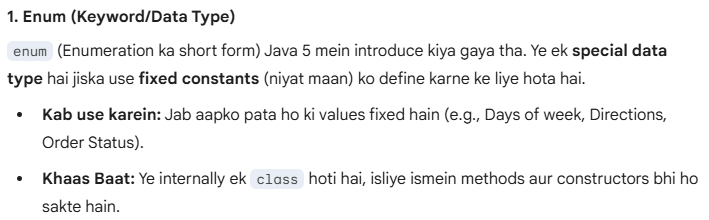 1. Enum (Keyword/Data Type)
enum (Enumeration ka short form) Java 5 mein introduce kiya gaya tha. Ye ek special data
type hai jiska use fixed constants (niyat maan) ko define karne ke liye hota hai.
• Kab use karein: Jab aapko pata ho ki values fixed hain (e.g., Days of week, Directions,
Order Status).
• Khaas Baat: Ye internally ek class hoti hai, isliye ismein methods aur constructors bhi ho
sakte hain.